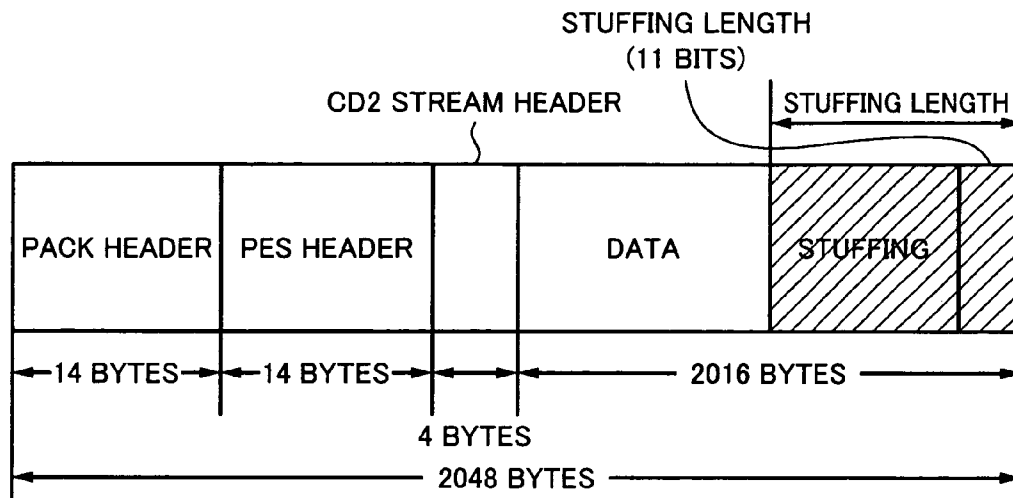 STUFFING LENGTH
(11 BITS)
CD2 STREAM HEADER
STUFFING LENGTH
PACK HEADER
PES HEADER
DATA
STUFFING
14 BYTES
14 BYTES
2016 BYTES
4 BYTES
2048 BYTES